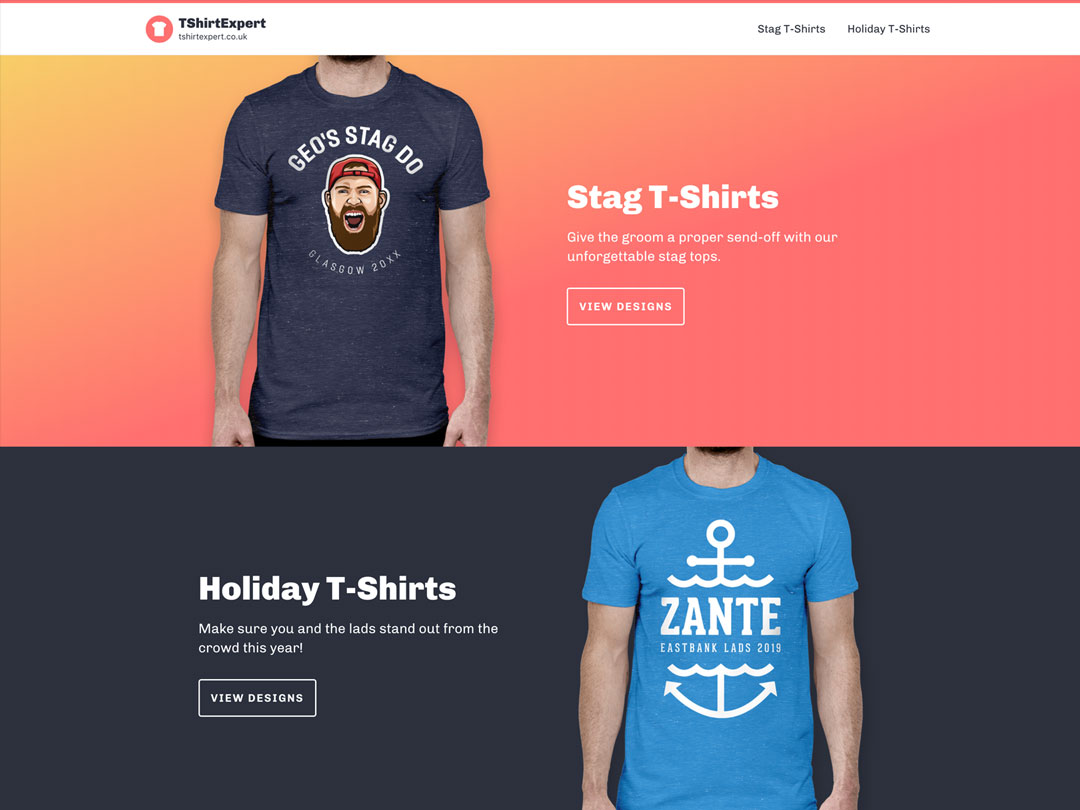 TShirtExpert
tshirtexpert.co.uk
Stag T-Shirts
Holiday T-Shirts
GEO'S STAG DO
GLASGOW 20XX
Stag T-Shirts
Give the groom a proper send-off with our
unforgettable stag tops.
VIEW DESIGNS
Holiday T-Shirts
Make sure you and the lads stand out from the
crowd this year!
VIEW DESIGNS
ZANTE
EASTBANK LADS 2019